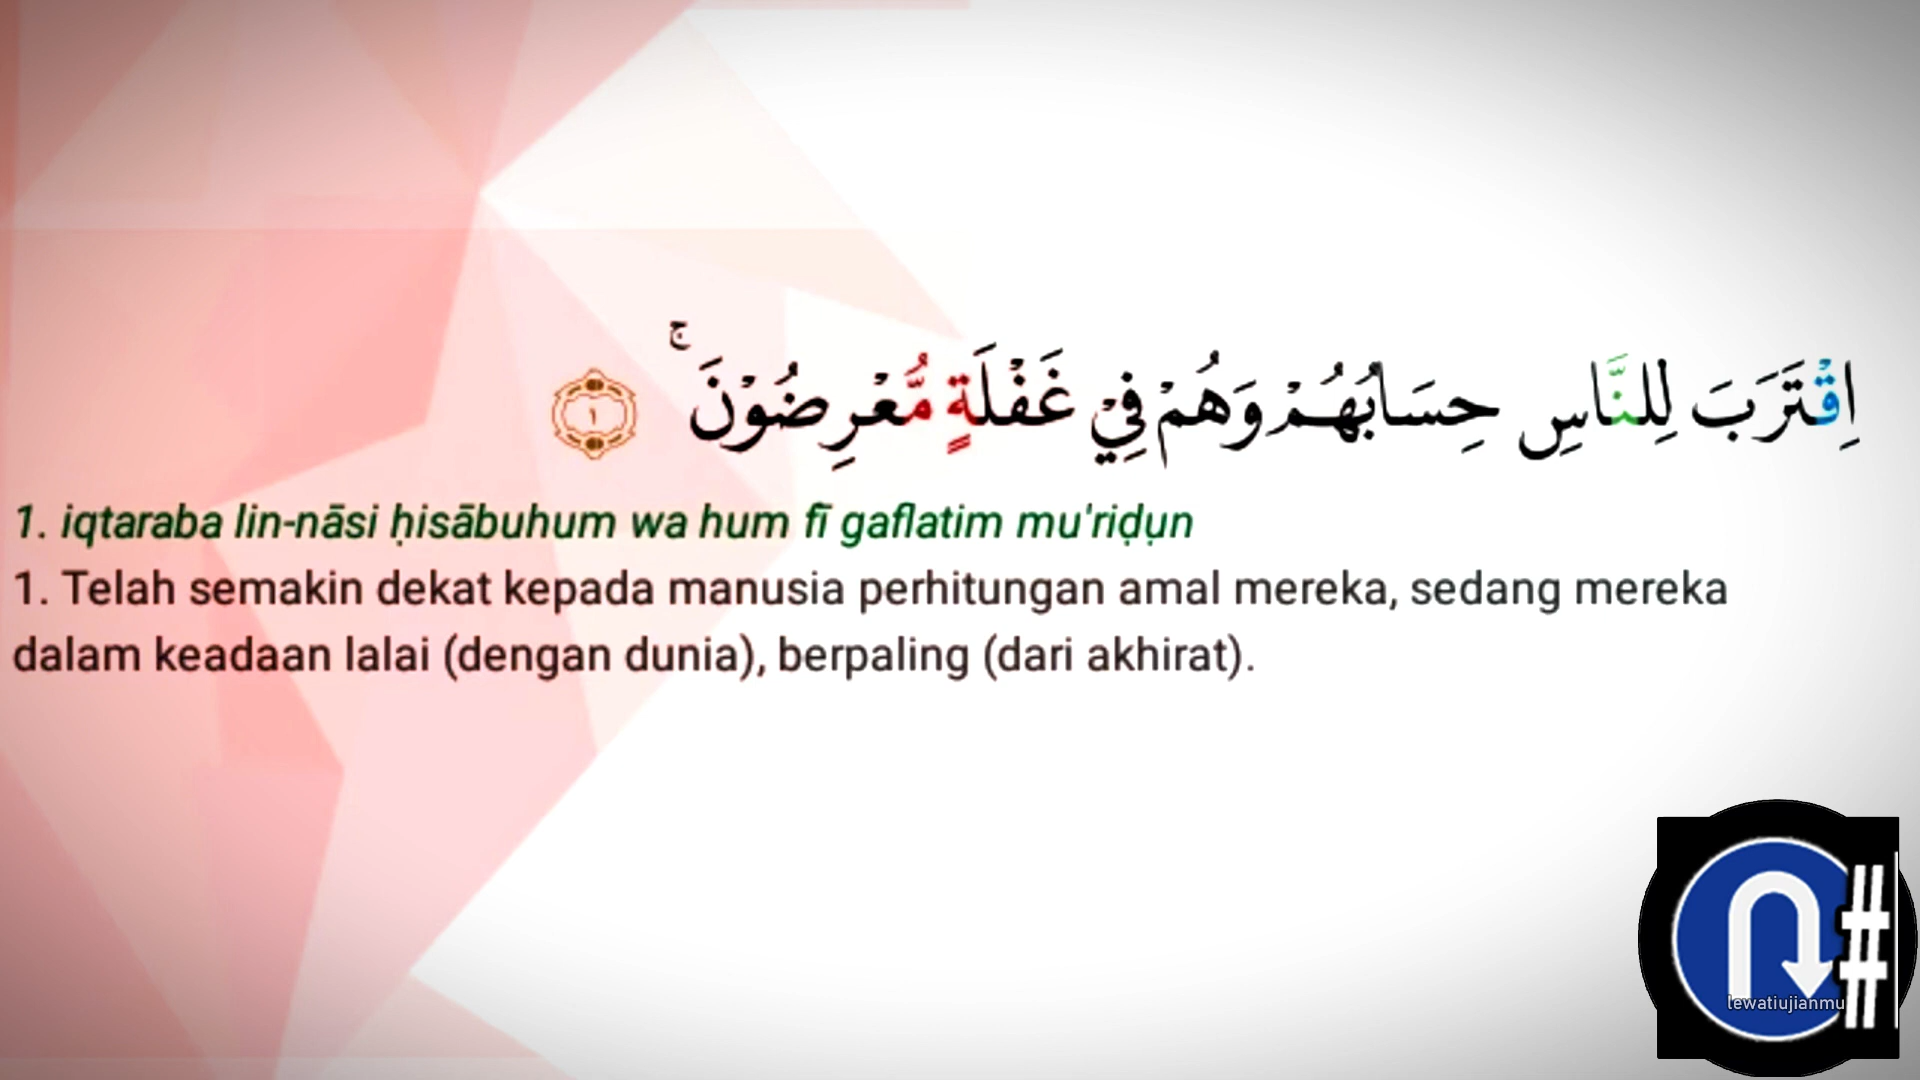 اِقْتَرَبَ لِلنَّاسِ حِسَابُهُمْ وَهُمْ فِيْ غَفْلَةٍ مُّعْرِضُوْنَ ۚ ١
1. iqtaraba lin-nāsi ḥisābuhum wa hum fī gaflatim mu'riḍụn
1. Telah semakin dekat kepada manusia perhitungan amal mereka, sedang mereka
dalam keadaan lalai (dengan dunia), berpaling (dari akhirat).
#
lewatiujianmu